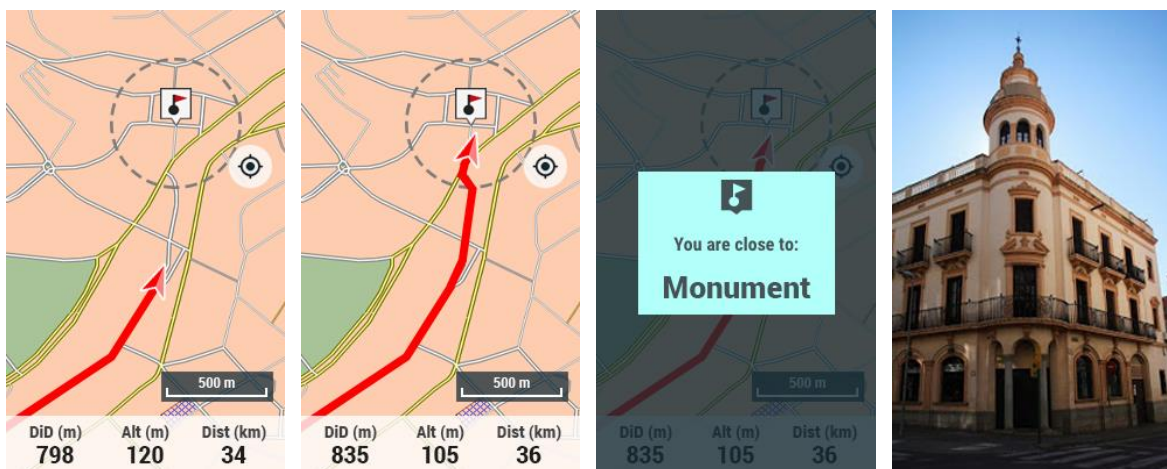 500 m
DiD (m) Alt (m) Dist (km)
798 120 34
500 m
DiD (m) Alt (m) Dist (km)
835 105 36
You are close to:
Monument
500 m
DiD (m) Alt (m) Dist (km)
835 105 36